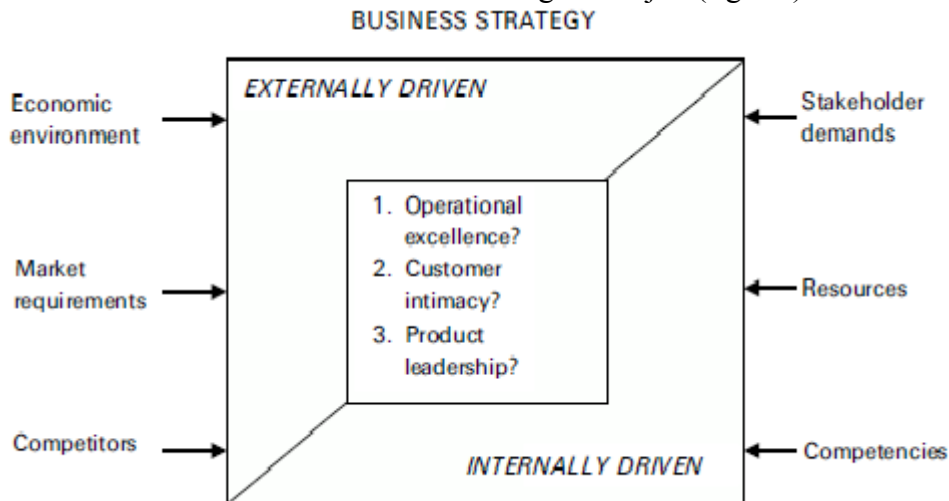 BUSINESS STRATEGY
EXTERNALLY DRIVEN
Economic
environment
Stakeholder
demands
1. Operational
excellence?
2. Customer
intimacy?
3. Product
leadership?
Market
requirements
Resources
Competitors
Competencies
INTERNALLY DRIVEN